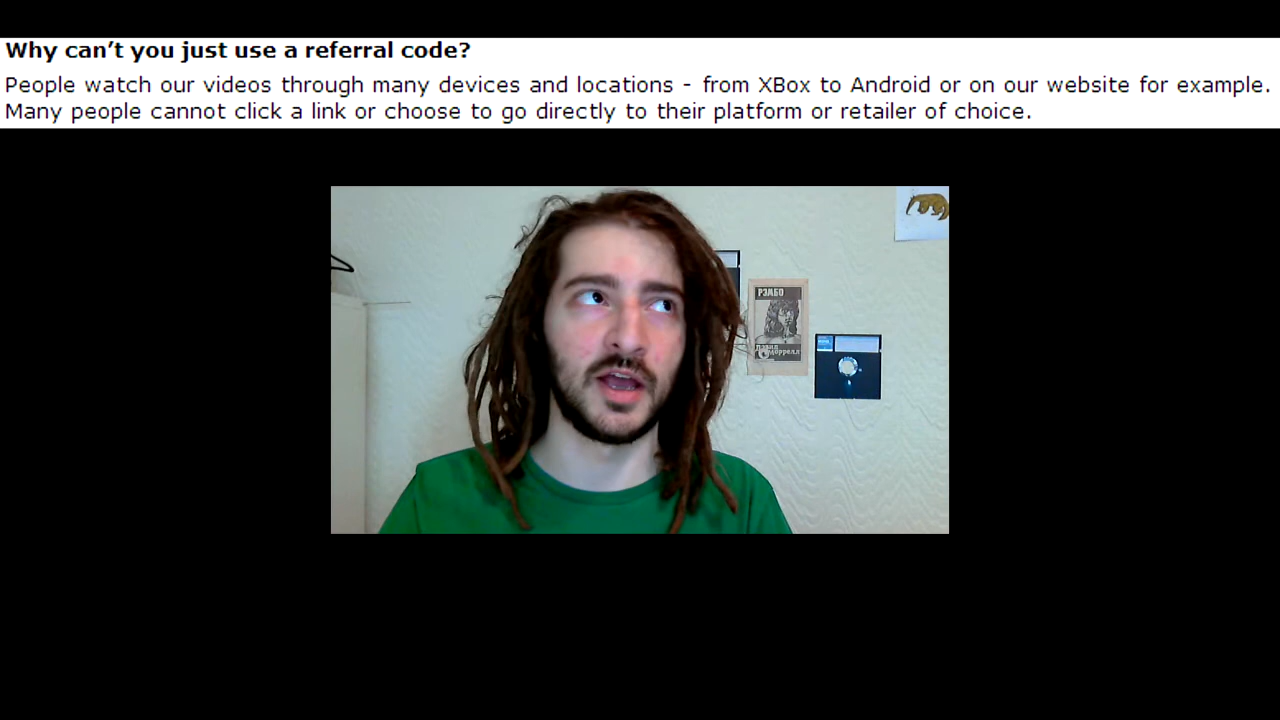 Why can’t you just use a referral code?
People watch our videos through many devices and locations - from XBox to Android or on our website for example.
Many people cannot click a link or choose to go directly to their platform or retailer of choice.
РЭМБО
Моррелл